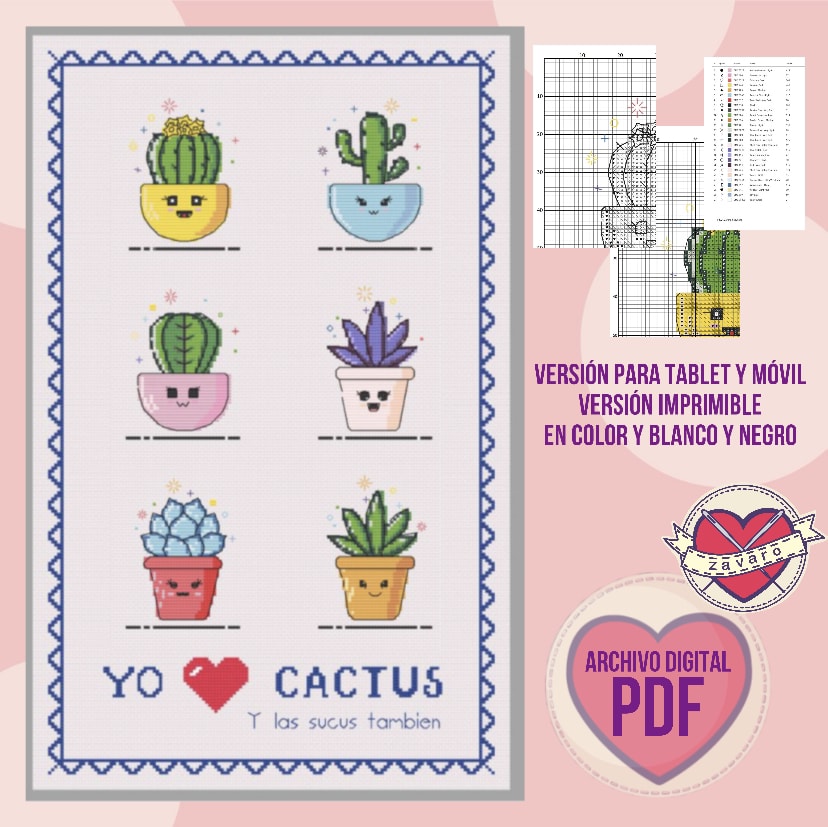 YO ❤ CACTUS
Y las sucus tambien
VERSIÓN PARA TABLET Y MÓVIL
VERSIÓN IMPRIMIBLE
EN COLOR Y BLANCO Y NEGRO
zavaro
ARCHIVO DIGITAL
PDF